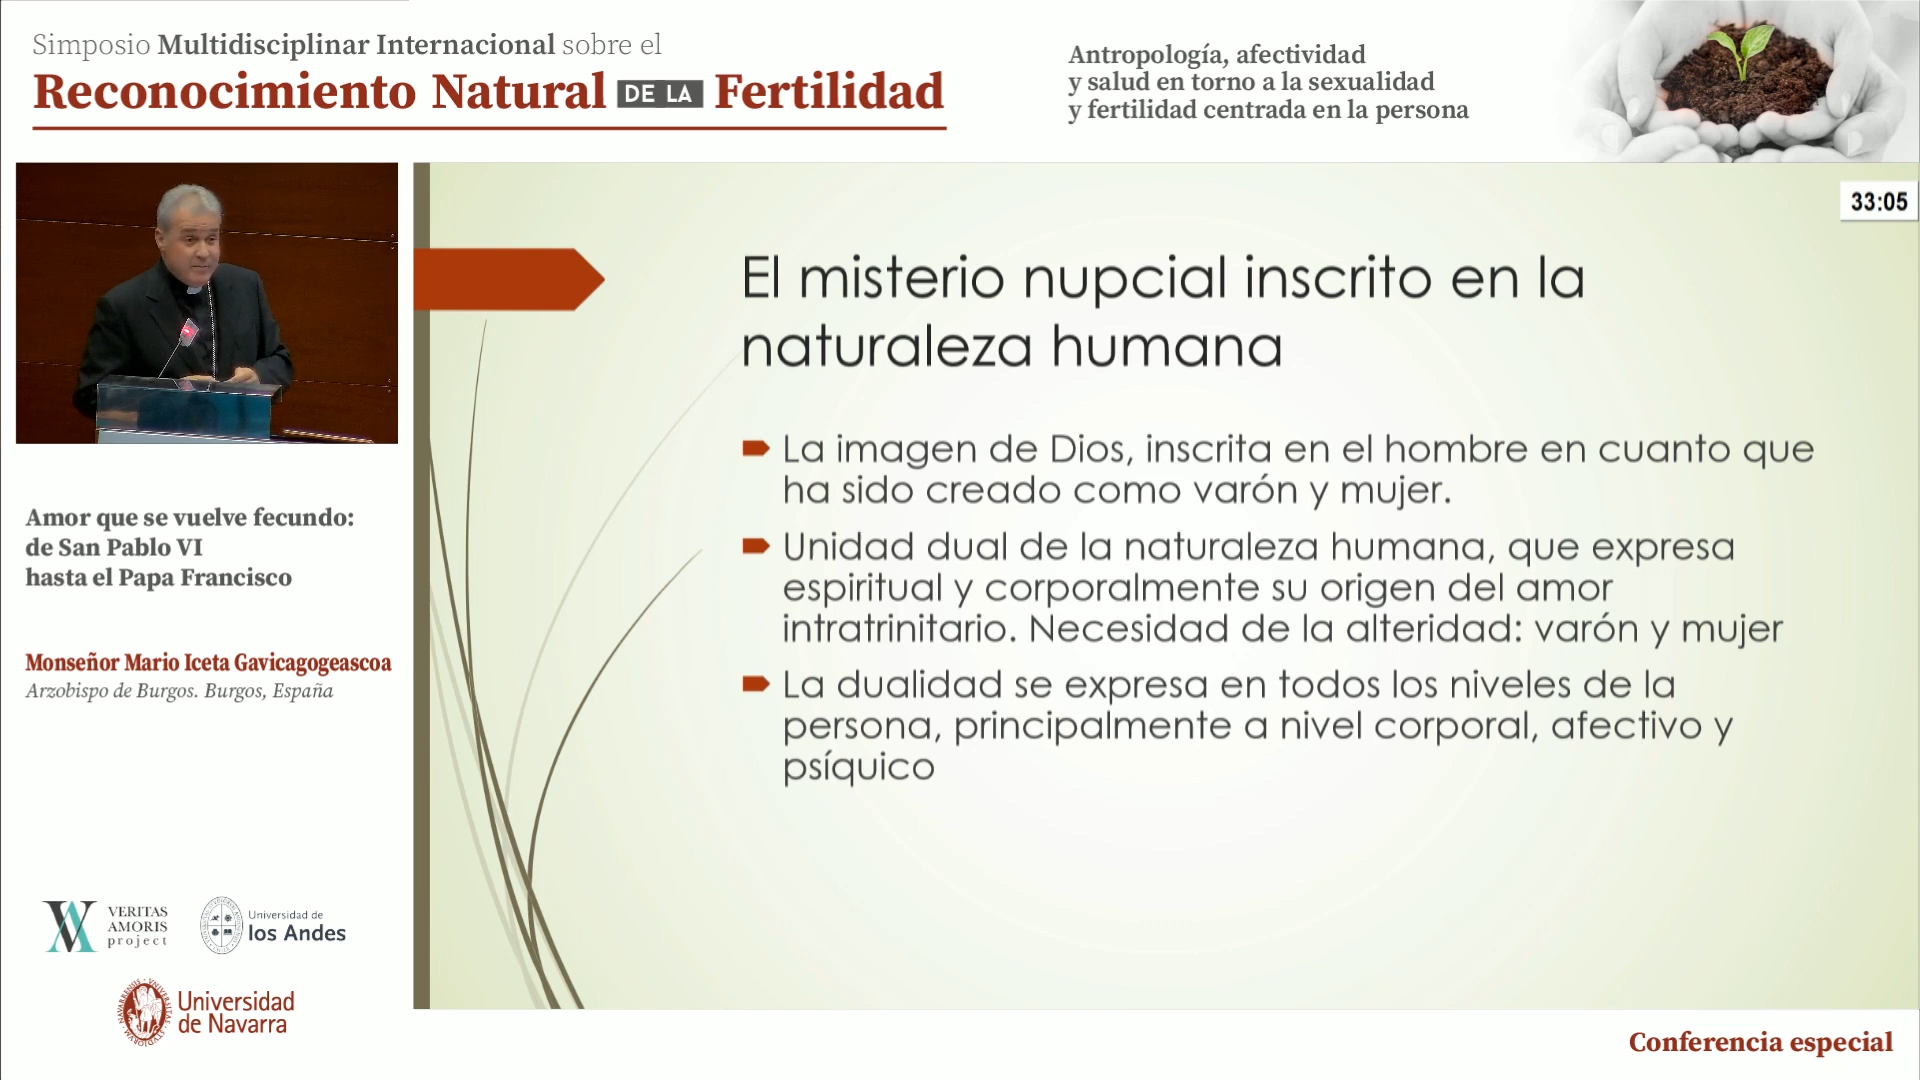 Simposio Multidisciplinar Internacional sobre el
Reconocimiento Natural DE LA Fertilidad
Antropología, afectividad
y salud en torno a la sexualidad
y fertilidad centrada en la persona
33:05
El misterio nupcial inscrito en la
naturaleza humana
La imagen de Dios, inscrita en el hombre en cuanto que
ha sido creado como varón y mujer.
Unidad dual de la naturaleza humana, que expresa
espiritual y corporalmente su origen del amor
intratrinitario. Necesidad de la alteridad: varón y mujer
La dualidad se expresa en todos los niveles de la
persona, principalmente a nivel corporal, afectivo y
psíquico
Amor que se vuelve fecundo:
de San Pablo VI
hasta el Papa Francisco
Monseñor Mario Iceta Gavicagogeascoa
Arzobispo de Burgos. Burgos, España
VERITAS
AMORIS
project
Universidad de
los Andes
Universidad
de Navarra
Conferencia especial